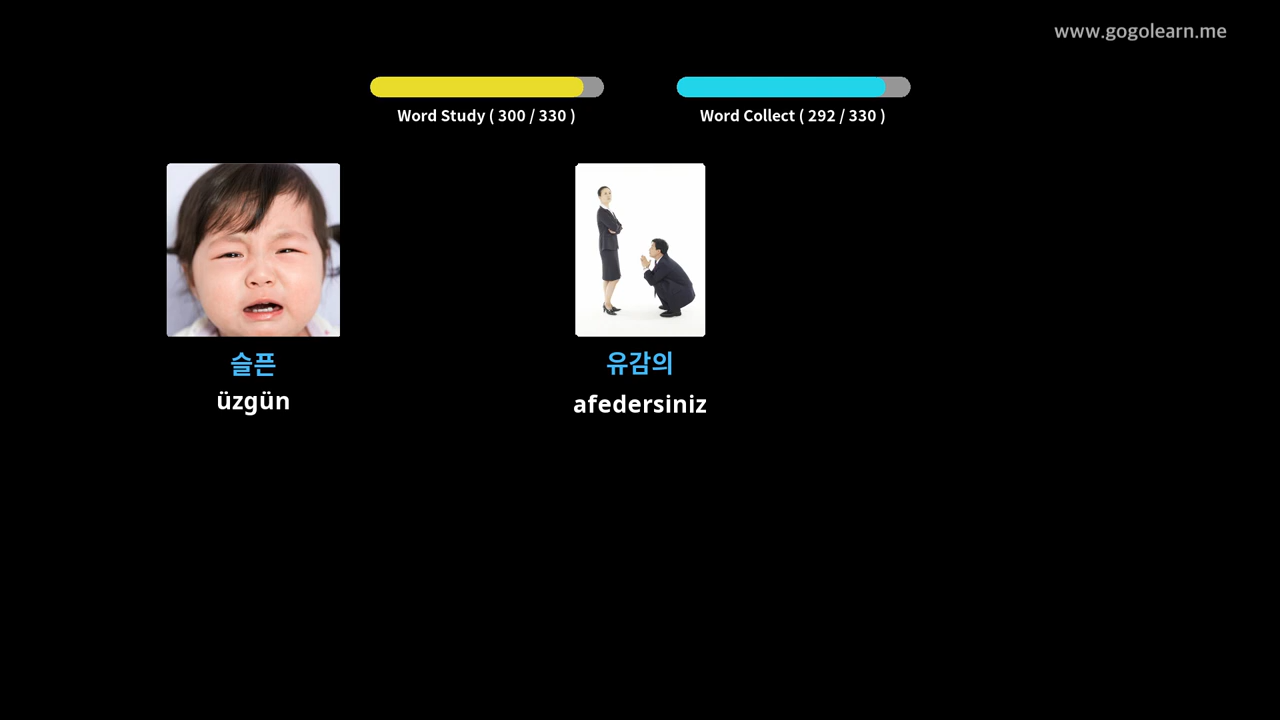 www.gogolearn.me
Word Study ( 300 / 330 )
Word Collect ( 292 / 330 )
슬픈
üzgün
유감의
afedersiniz